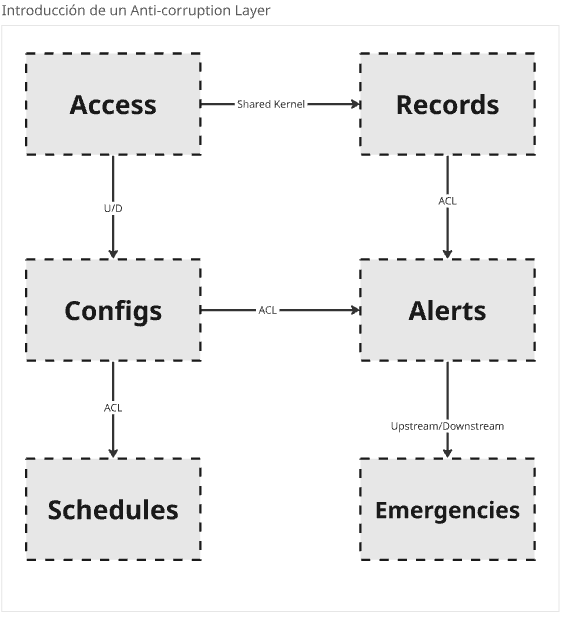 Introducción de un Anti-corruption Layer
Access
Shared Kernel
Records
U/D
ACL
Configs
ACL
Alerts
ACL
Upstream/Downstream
Schedules
Emergencies